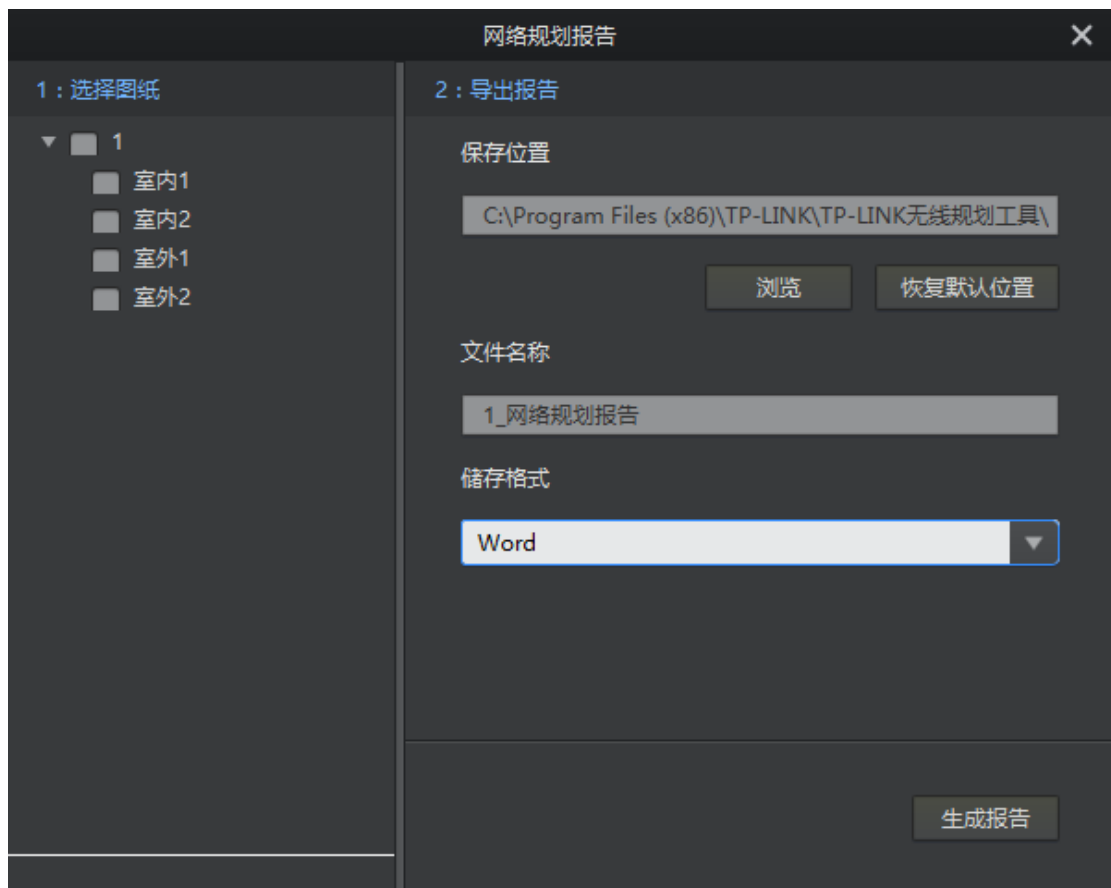 网络规划报告
1：选择图纸
1
室内1
室内2
室外1
室外2
2：导出报告
保存位置
C:\Program Files (x86)\TP-LINK\TP-LINK无线规划工具\
浏览
恢复默认位置
文件名称
1_网络规划报告
储存格式
Word
生成报告